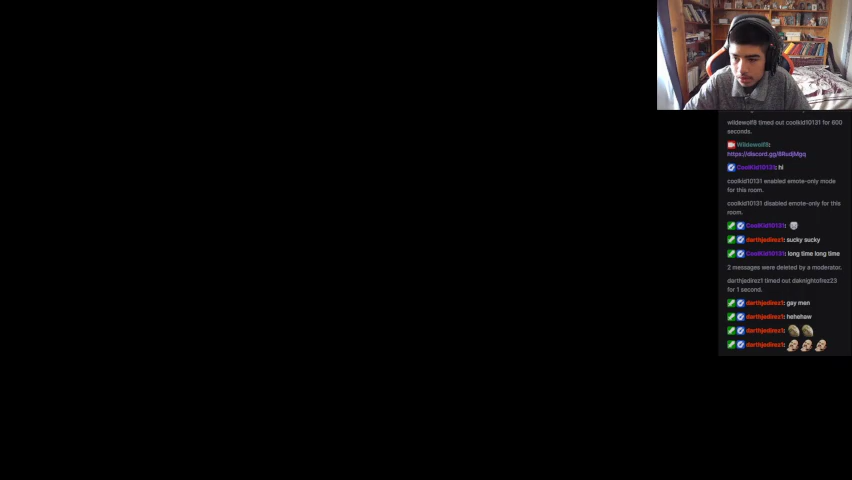 wildewolf8 timed out coolkid10131 for 600
seconds.
Wildewolf8:
https://discord.gg/8RudjMgq
CoolKid10131: hi
coolkid10131 enabled emote-only mode
for this room.
coolkid10131 disabled emote-only for this
room.
CoolKid10131:
darthjedirez1: sucky sucky
CoolKid10131: long time long time
2 messages were deleted by a moderator.
darthjedirez1 timed out daknightofrez23
for 1 second.
darthjedirez1: gay men
darthjedirez1: hehehaw
darthjedirez1:
darthjedirez1: